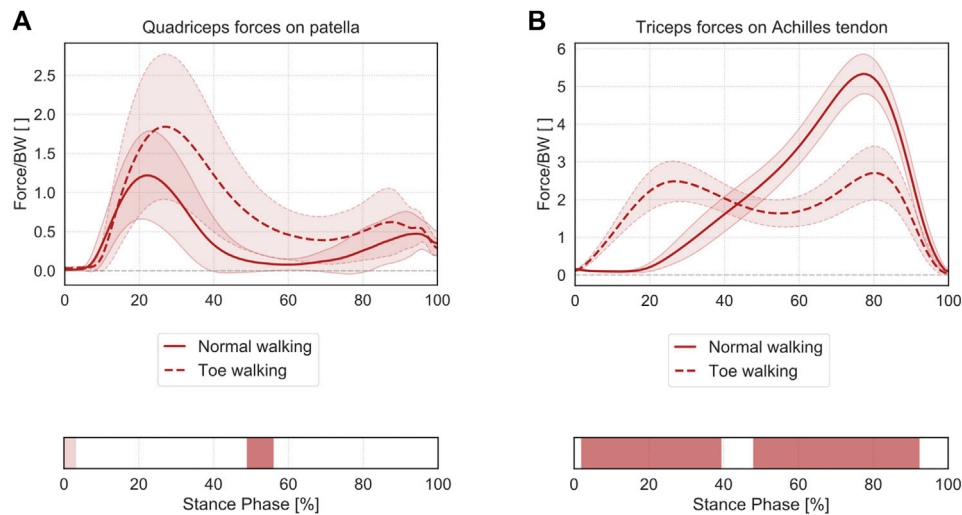 A
Quadriceps forces on patella
Force/BW [ ]
2.5
2.0
1.5
1.0
0.5
0.0
0 20 40 60 80 100
Normal walking
Toe walking
0 20 40 60 80 100
Stance Phase [%]
B
Triceps forces on Achilles tendon
Force/BW [ ]
6
5
4
3
2
1
0
0 20 40 60 80 100
Normal walking
Toe walking
0 20 40 60 80 100
Stance Phase [%]